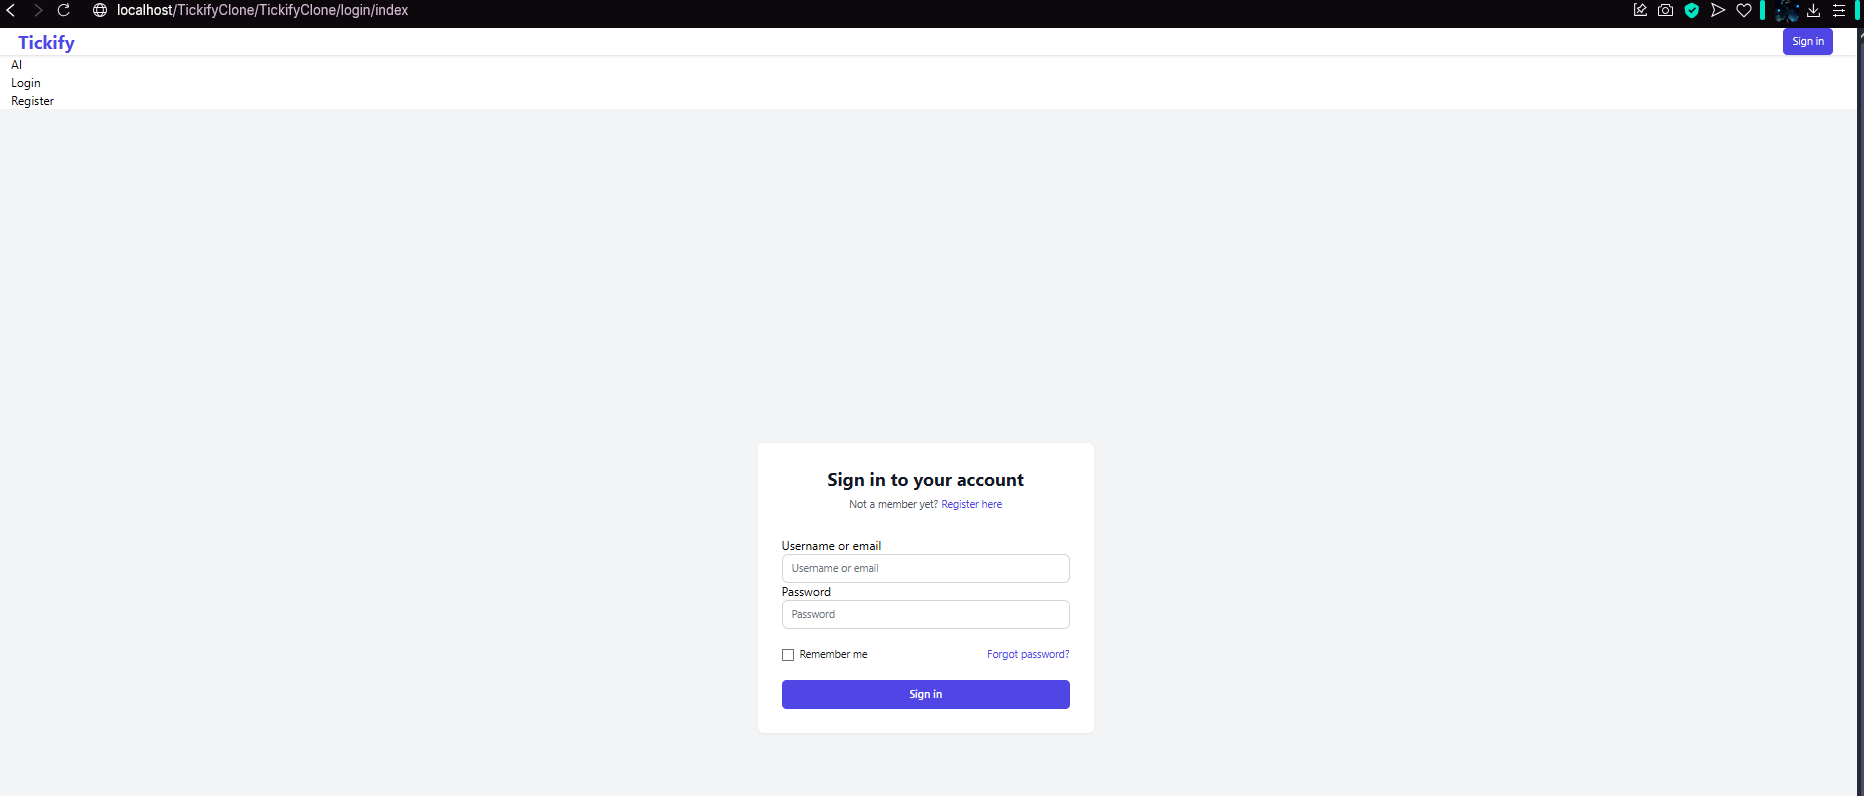 localhost/TickifyClone/TickifyClone/login/index
Tickify
Sign in
AI
Login
Register
Sign in to your account
Not a member yet? Register here
Username or email
Username or email
Password
Password
Remember me
Forgot password?
Sign in